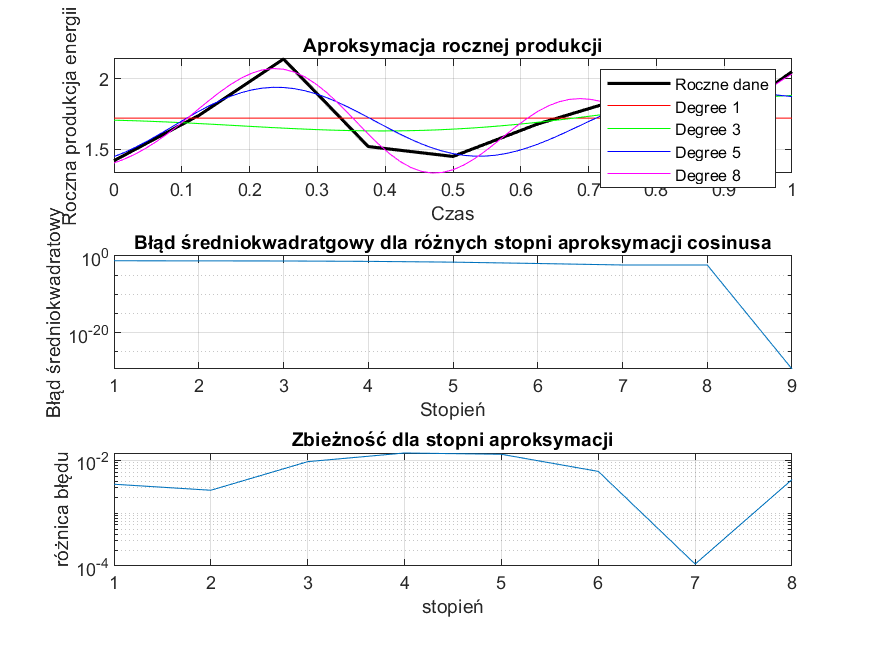 Aproksymacja rocznej produkcji
Roczna produkcja energii
2
1.5
Roczne dane
Degree 1
Degree 3
Degree 5
Degree 8
0 0.1 0.2 0.3 0.4 0.5 0.6 0.7 0.8 0.9 1
Czas
Błąd średniokwadratgowy dla różnych stopni aproksymacji cosinusa
Błąd średniokwadratowy
10^0
10^-20
1 2 3 4 5 6 7 8 9
Stopień
Zbieżność dla stopni aproksymacji
różnica błędu
10^-2
10^-4
1 2 3 4 5 6 7 8
stopień